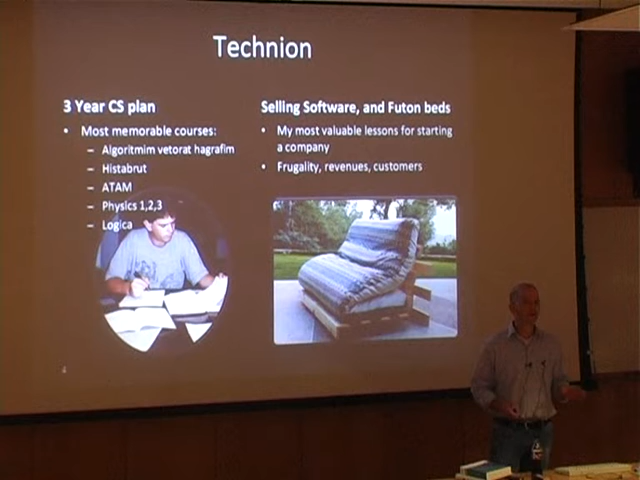 Technion
3 Year CS plan
• Most memorable courses:
– Algoritmim vetorat hagrafim
– Histabrut
– ATAM
– Physics 1,2,3
– Logica
Selling Software, and Futon beds
• My most valuable lessons for starting
a company
• Frugality, revenues, customers